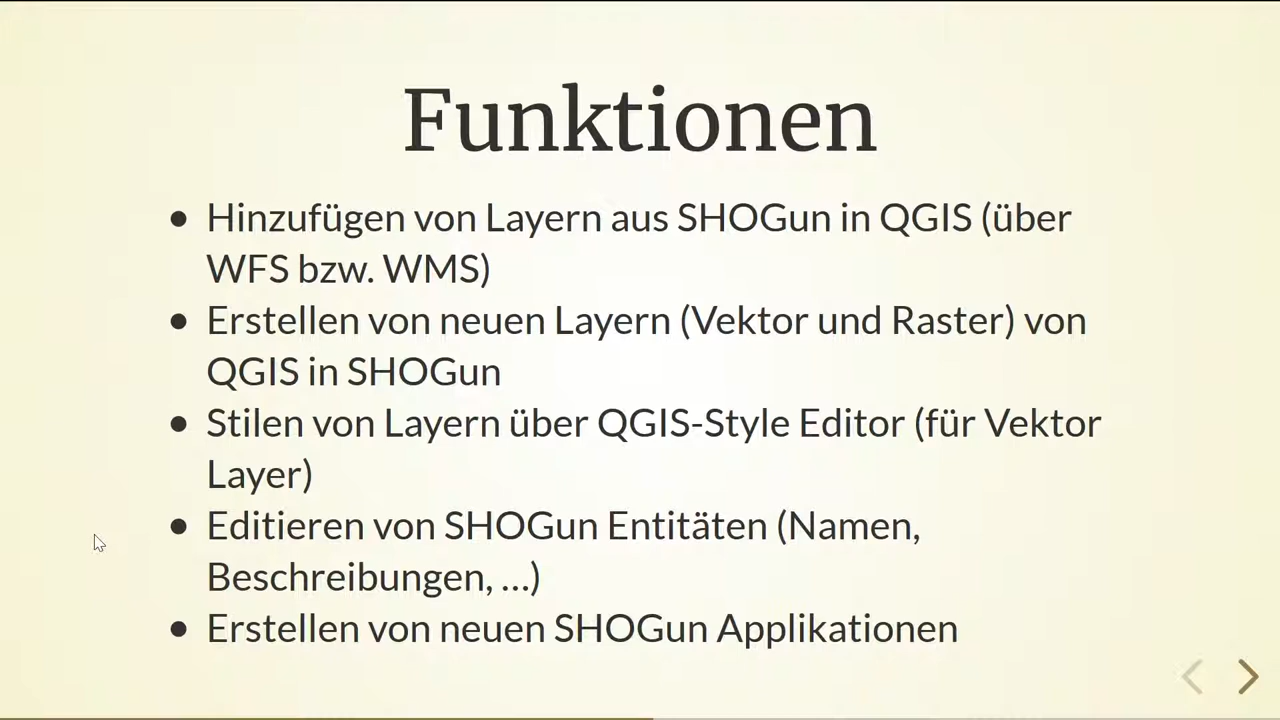 Funktionen
• Hinzufügen von Layern aus SHOGun in QGIS (über
WFS bzw. WMS)
• Erstellen von neuen Layern (Vektor und Raster) von
QGIS in SHOGun
• Stilen von Layern über QGIS-Style Editor (für Vektor
Layer)
• Editieren von SHOGun Entitäten (Namen,
Beschreibungen, ...)
• Erstellen von neuen SHOGun Applikationen